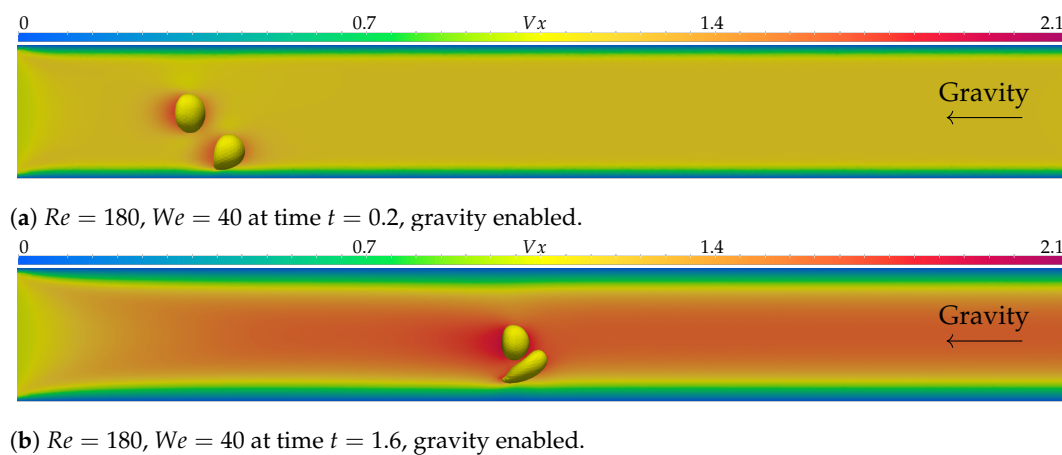 0 0.7 Vx 1.4 2.1
Gravity
(a) Re = 180, We = 40 at time t = 0.2, gravity enabled.
0 0.7 Vx 1.4 2.1
Gravity
(b) Re = 180, We = 40 at time t = 1.6, gravity enabled.